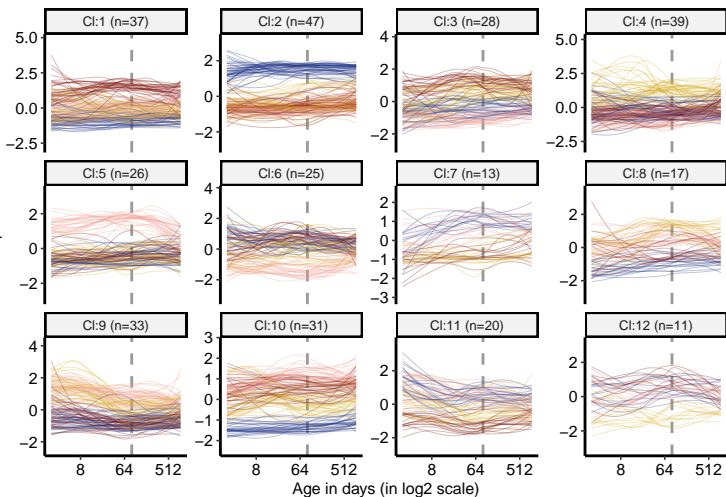 Cl:1 (n=37) Cl:2 (n=47) Cl:3 (n=28) Cl:4 (n=39)
5.0 4 5.0
2.5 2 2 2.5
0.0 0 0 0.0
−2.5 −2 −2 −2.5
Cl:5 (n=26) Cl:6 (n=25) Cl:7 (n=13) Cl:8 (n=17)
4 2
2 2 1 2
0 0 0 0
−1
−2 −2 −2 −2
−3
Cl:9 (n=33) Cl:10 (n=31) Cl:11 (n=20) Cl:12 (n=11)
4 3 4
2 2 2 2
1
0 0 0 0
−1
−2 −2 −2 −2
8 64 512 8 64 512 8 64 512 8 64 512
Age in days (in log2 scale)